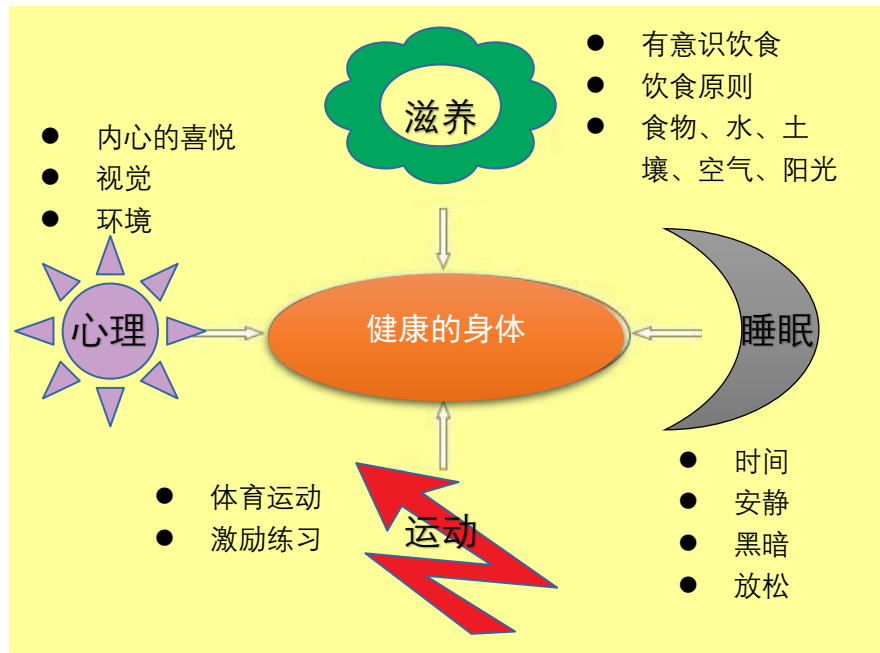 滋养
有意识饮食
饮食原则
食物、水、土
壤、空气、阳光
内心的喜悦
视觉
环境
心理
健康的身体
睡眠
时间
安静
黑暗
放松
体育运动
激励练习
运动